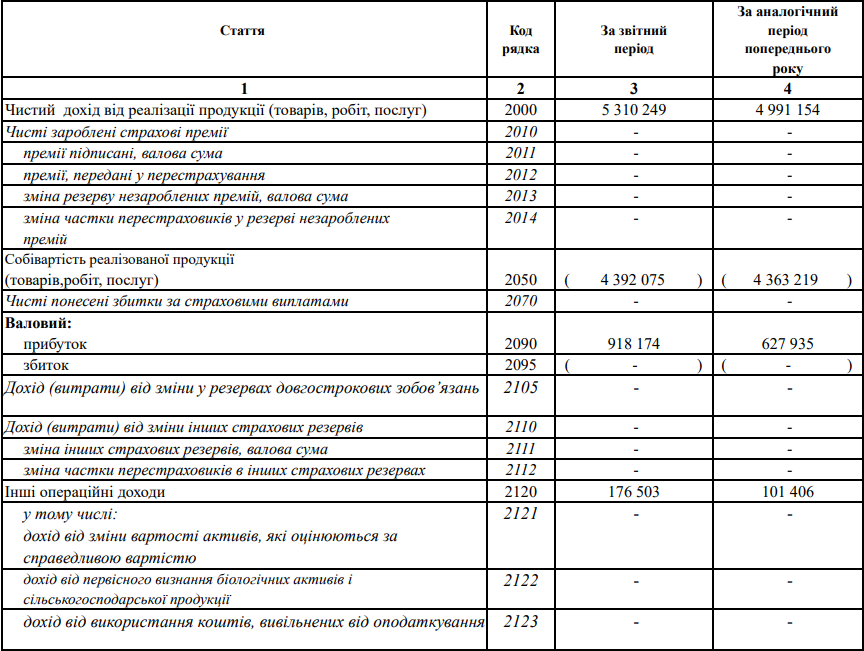 Стаття Код рядка За звітний період За аналогічний період попереднього року
1 2 3 4
Чистий дохід від реалізації продукції (товарів, робіт, послуг) 2000 5 310 249 4 991 154
Чисті зароблені страхові премії 2010 - -
премії підписані, валова сума 2011 - -
премії, передані у перестрахування 2012 - -
зміна резерву незароблених премій, валова сума 2013 - -
зміна частки перестраховиків у резерві незароблених 2014 - -
премій
Собівартість реалізованої продукції
(товарів,робіт, послуг) 2050 ( 4 392 075 ) ( 4 363 219 )
Чисті понесені збитки за страховими виплатами 2070 - -
Валовий:
прибуток 2090 918 174 627 935
збиток 2095 ( - ) ( - )
Дохід (витрати) від зміни у резервах довгострокових зобов’язань 2105 - -
Дохід (витрати) від зміни інших страхових резервів 2110 - -
зміна інших страхових резервів, валова сума 2111 - -
зміна частки перестраховиків в інших страхових резервах 2112 - -
Інші операційні доходи 2120 176 503 101 406
у тому числі: 2121 - -
дохід від зміни вартості активів, які оцінюються за
справедливою вартістю
дохід від первісного визнання біологічних активів і 2122 - -
сільськогосподарської продукції
дохід від використання коштів, вивільнених від оподаткування 2123 - -